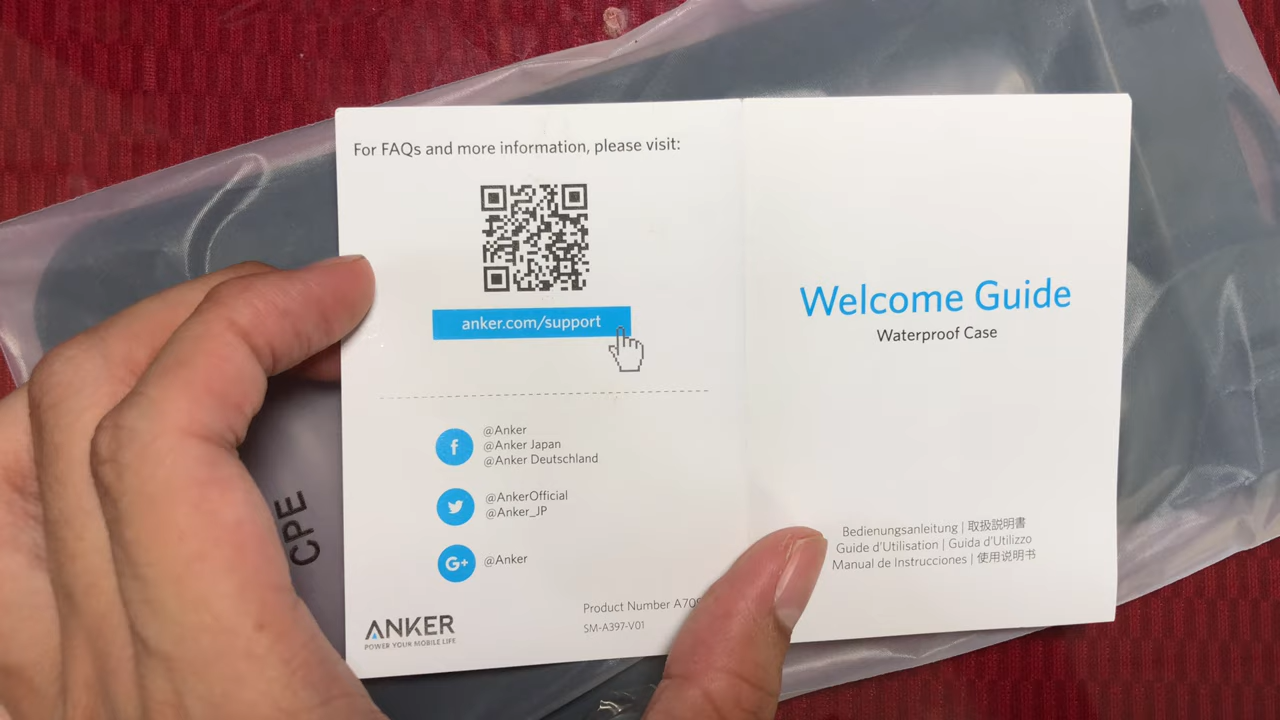 For FAQs and more information, please visit:
anker.com/support
@Anker
@Anker Japan
@Anker Deutschland
@AnkerOfficial
@Anker_JP
G+ @Anker
ANKER
POWER YOUR MOBILE LIFE
Product Number
SM-A397-V01
Welcome Guide
Waterproof Case
Bedienungsanleitung | 取扱説明書
Guide d'Utilisation | Guida d'Utilizzo
Manual de Instrucciones | 使用说明书
CPE